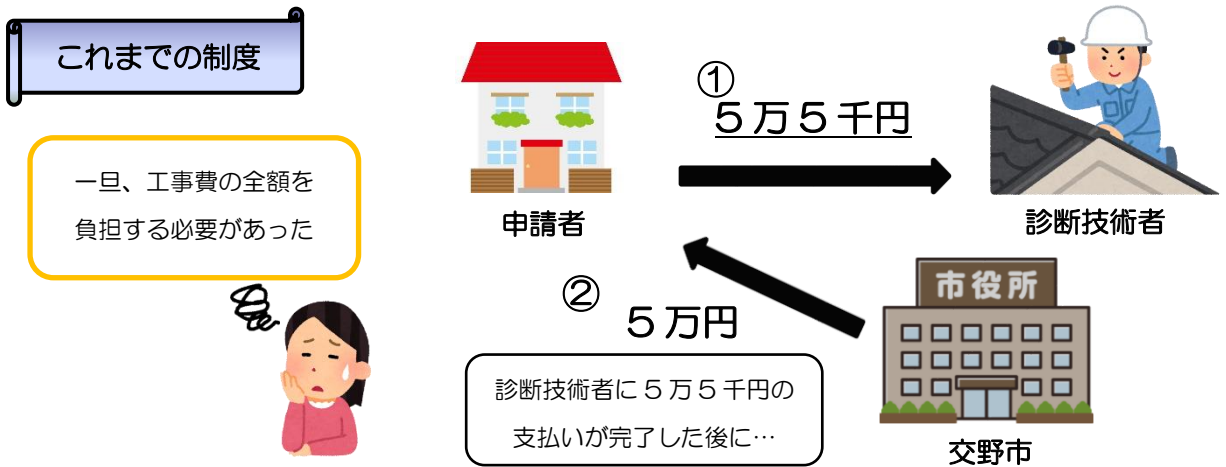 これまでの制度
一旦、工事費の全額を
負担する必要があった
①
５万５千円
申請者
診断技術者
②
５万円
診断技術者に５万５千円の
支払いが完了した後に…
市役所
交野市